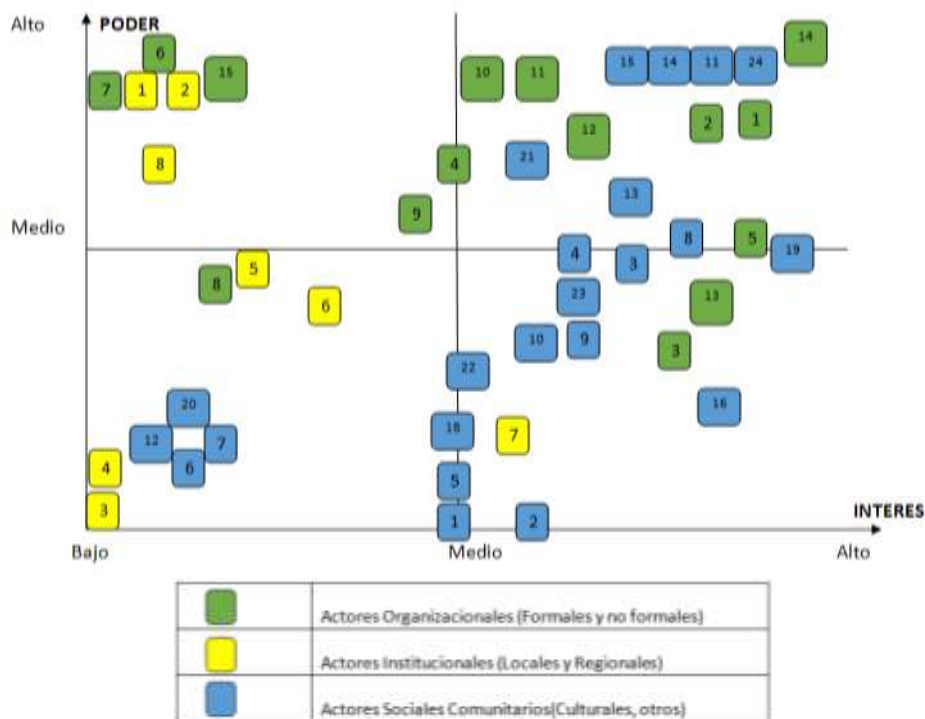 Alto PODER
14
6
15 10 11 15 14 11 24
7 1 2
2 1
12
8 4 21
13
9
Medio
8 5
4 3 19
5
8
23 13
6
10 9
3
22
20 16
18 7
12 7
6
4
5
3 1 2
INTERES
Bajo Medio Alto
Actores Organizacionales (Formales y no formales)
Actores Institucionales (Locales y Regionales)
Actores Sociales Comunitarios(Culturales, otros)